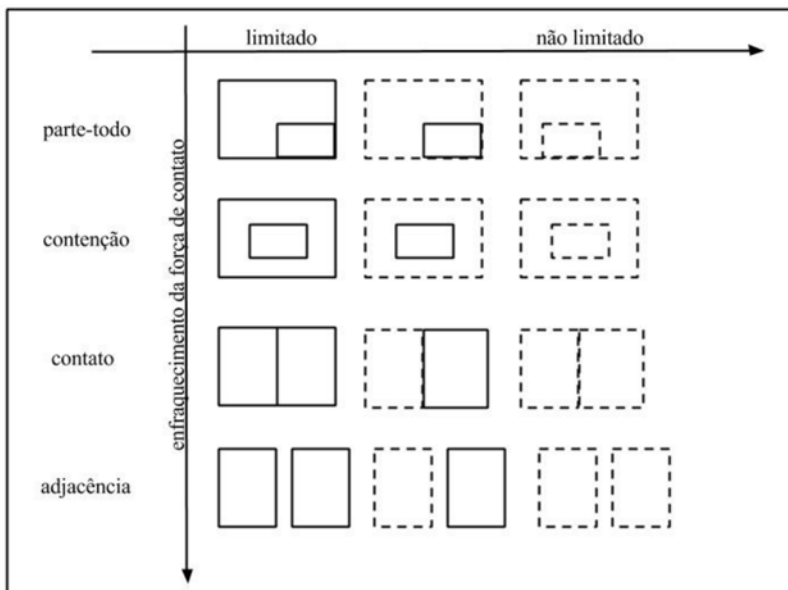 limitado
não limitado
parte-todo
contenção
contato
adjacência
enfraquecimento da força de contato